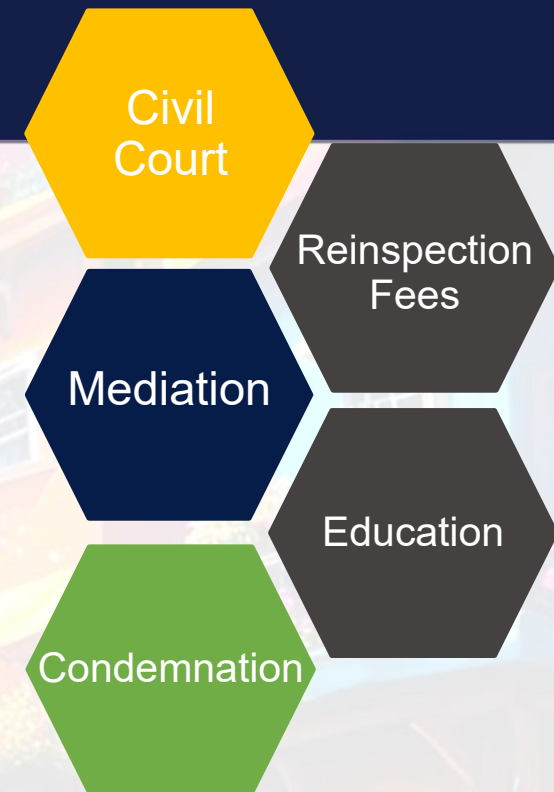 Civil
Court
Reinspection
Fees
Mediation
Education
Condemnation